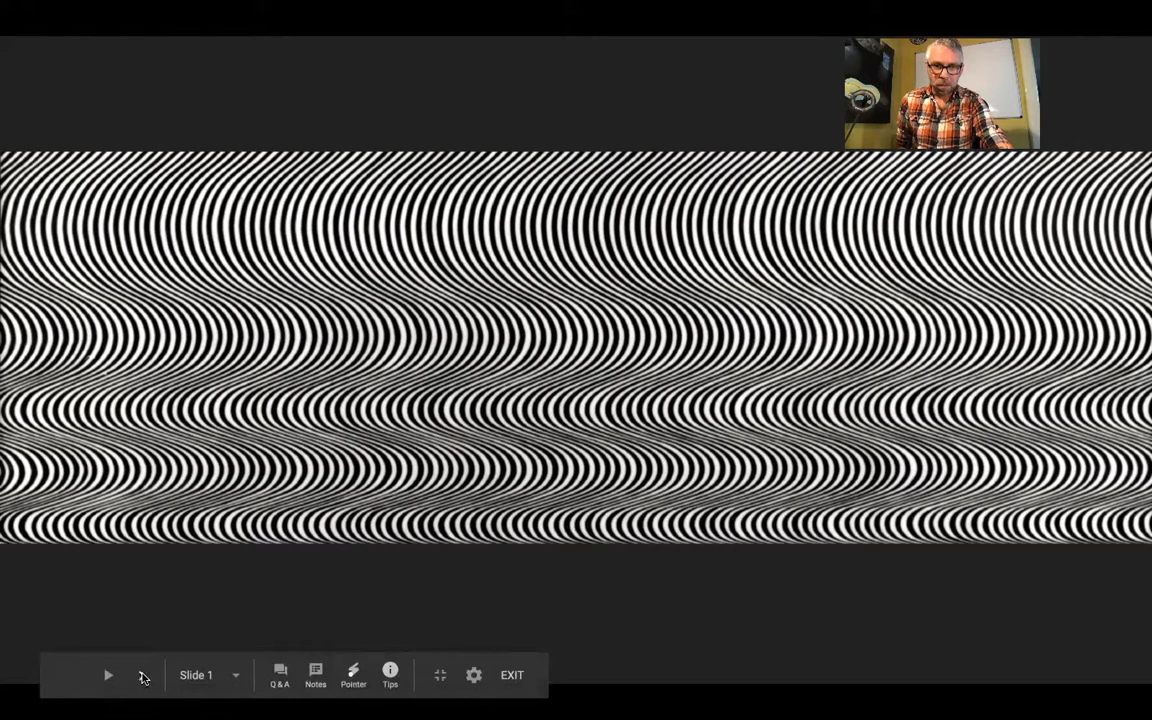 Slide 1
Q & A
Notes
Pointer
Tips
EXIT